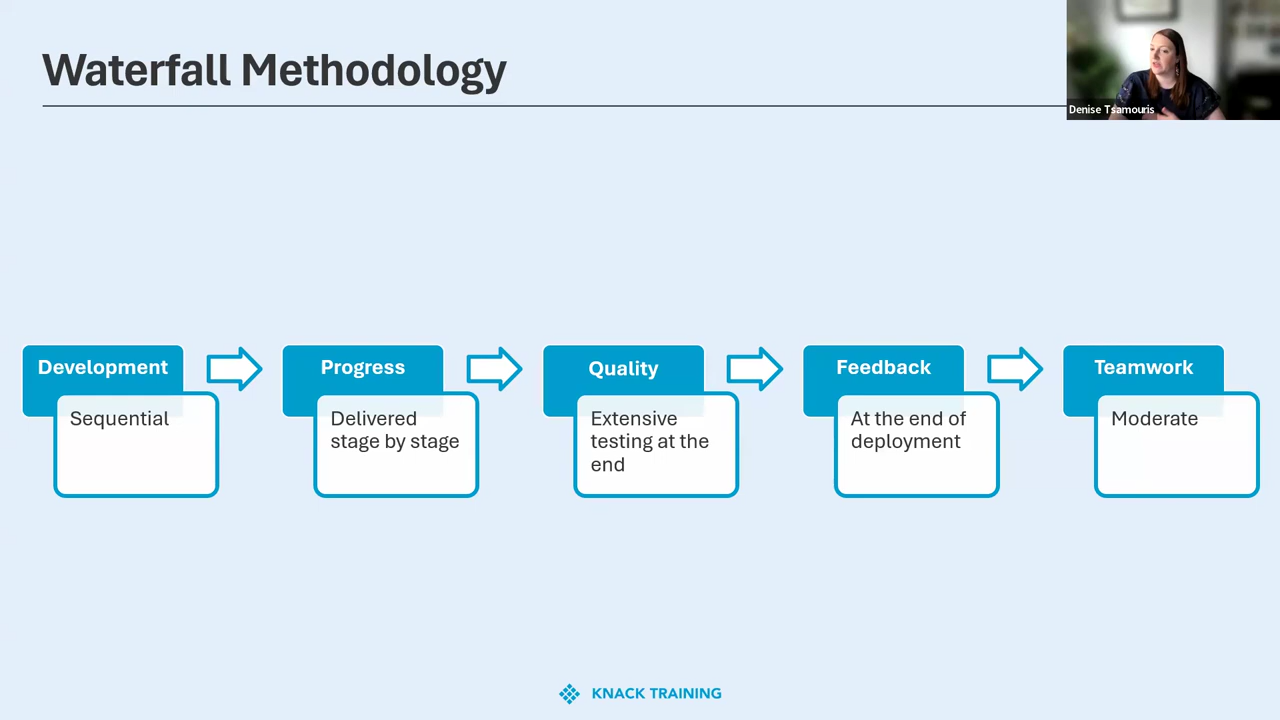 Waterfall Methodology
Denise Tsamouris
Development
Sequential
Progress
Delivered
stage by stage
Quality
Extensive
testing at the
end
Feedback
At the end of
deployment
Teamwork
Moderate
KNACK TRAINING